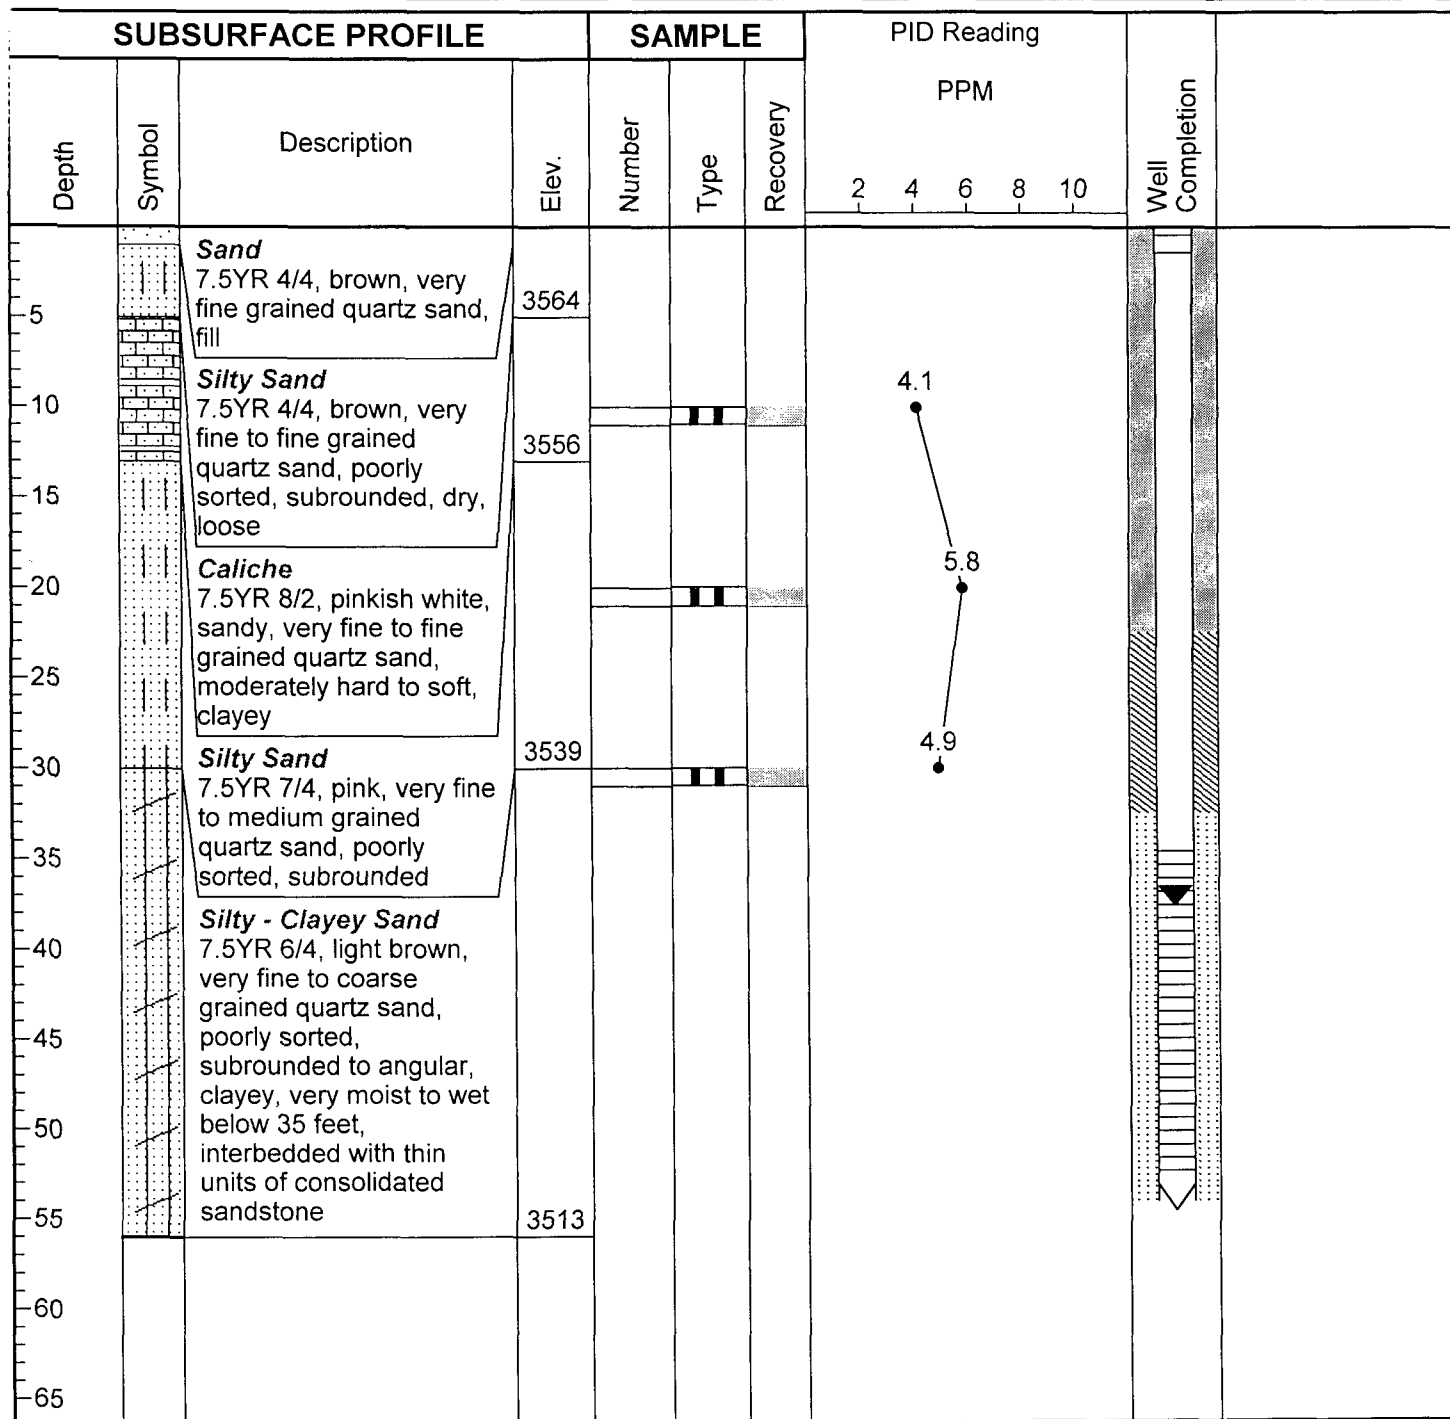 SUBSURFACE PROFILE
SAMPLE
PID Reading
PPM
Depth
Symbol
Description
Elev.
Number
Type
Recovery
2 4 6 8 10
Well
Completion
Sand
7.5YR 4/4, brown, very
fine grained quartz sand,
fill
3564
5
Silty Sand
7.5YR 4/4, brown, very
fine to fine grained
quartz sand, poorly
sorted, subrounded, dry,
loose
4.1
10
3556
15
Caliche
7.5YR 8/2, pinkish white,
sandy, very fine to fine
grained quartz sand,
moderately hard to soft,
clayey
5.8
20
25
Silty Sand
7.5YR 7/4, pink, very fine
to medium grained
quartz sand, poorly
sorted, subrounded
3539
4.9
30
35
Silty - Clayey Sand
7.5YR 6/4, light brown,
very fine to coarse
grained quartz sand,
poorly sorted,
subrounded to angular,
clayey, very moist to wet
below 35 feet,
interbedded with thin
units of consolidated
sandstone
40
45
50
55
3513
60
65